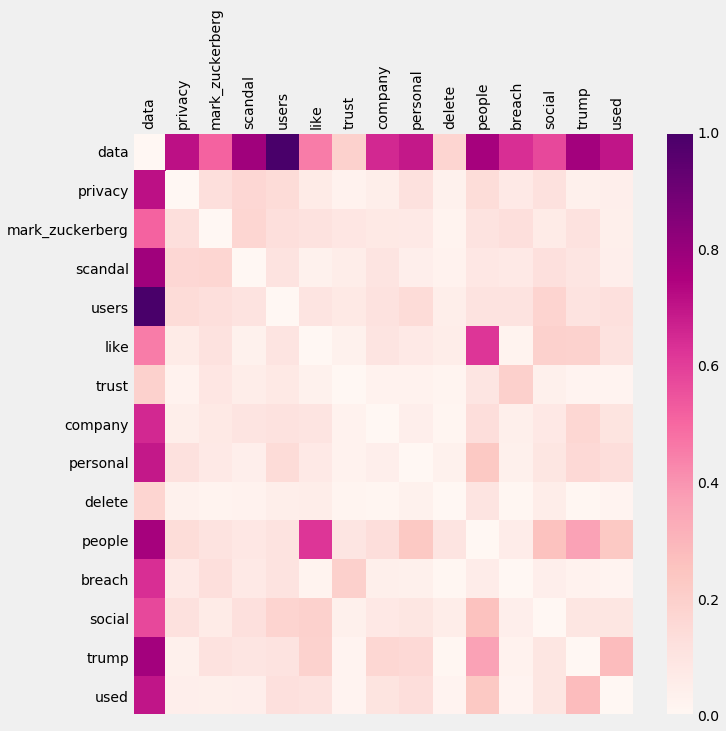 data
privacy
mark_zuckerberg
scandal
users
like
trust
company
personal
delete
people
breach
social
trump
used
data
privacy
mark_zuckerberg
scandal
users
like
trust
company
personal
delete
people
breach
social
trump
used
1.0
0.8
0.6
0.4
0.2
0.0